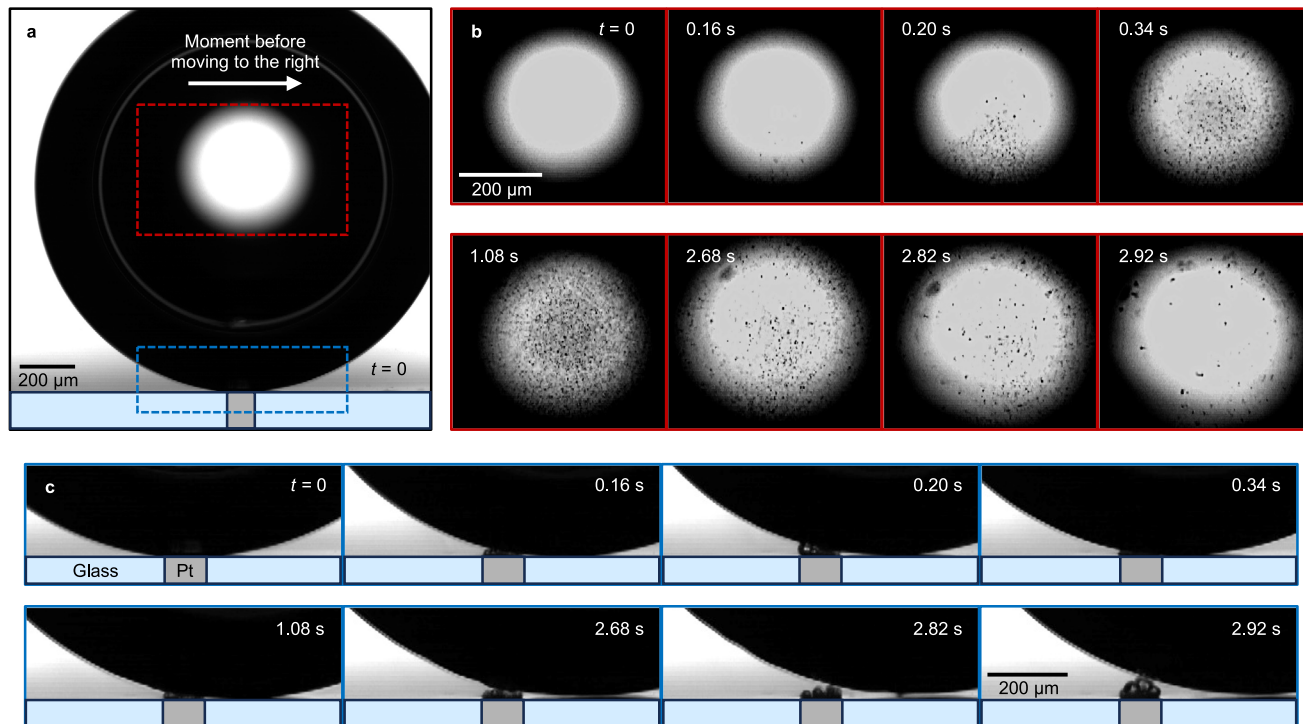 a
Moment before
moving to the right
200 µm
t = 0
b
t = 0
0.16 s
0.20 s
0.34 s
200 µm
1.08 s
2.68 s
2.82 s
2.92 s
c
t = 0
0.16 s
0.20 s
0.34 s
Glass
Pt
1.08 s
2.68 s
2.82 s
2.92 s
200 µm